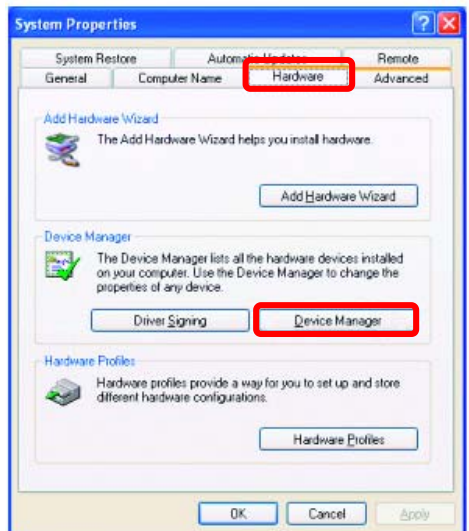 System Properties
System Restore Automatic Updates Remote
General Computer Name Hardware Advanced
Add Hardware Wizard
The Add Hardware Wizard helps you install hardware.
Add Hardware Wizard
Device Manager
The Device Manager lists all the hardware devices installed
on your computer. Use the Device Manager to change the
properties of any device.
Driver Signing Device Manager
Hardware Profiles
Hardware profiles provide a way for you to set up and store
different hardware configurations.
Hardware Profiles
OK Cancel Apply